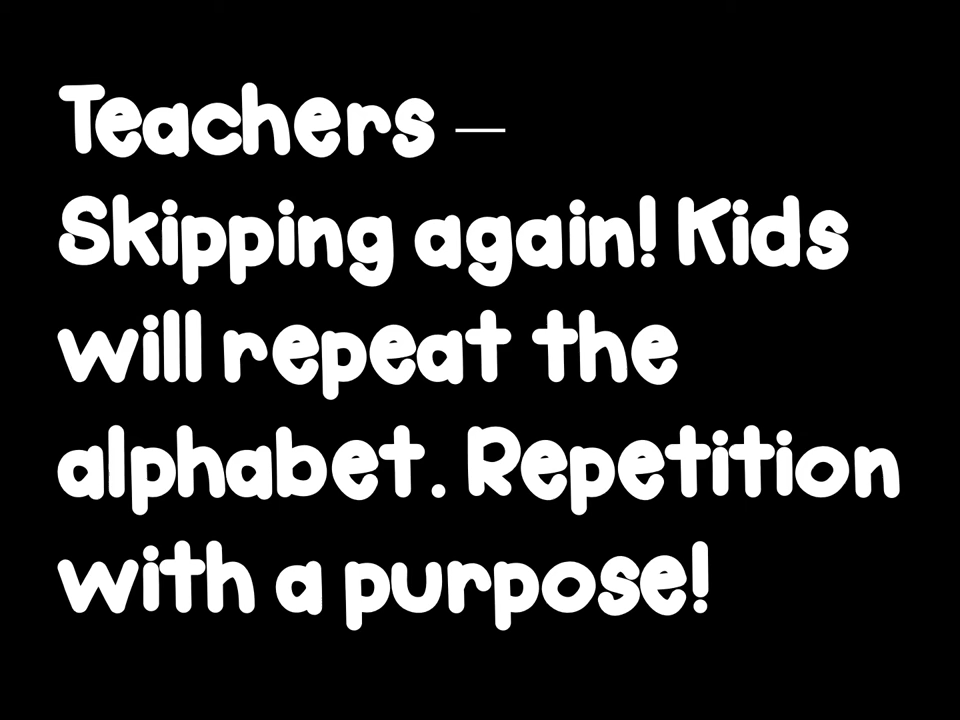 Teachers —
Skipping again! Kids
will repeat the
alphabet. Repetition
with a purpose!